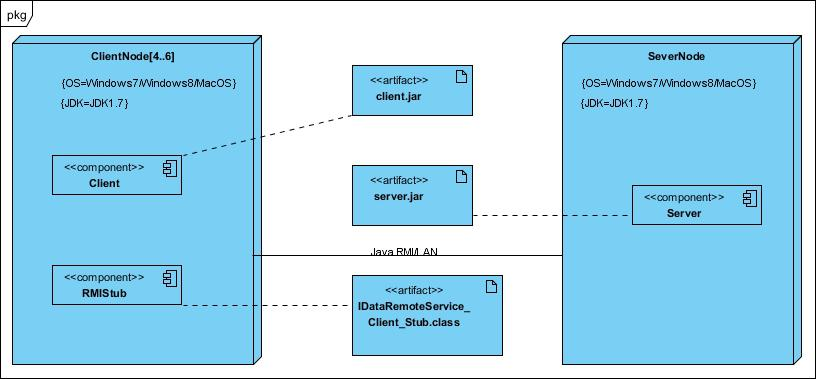 pkg
ClientNode[4..6]
{OS=Windows7/Windows8/MacOS}
{JDK=JDK1.7}
<<component>>
Client
<<component>>
RMIStub
<<artifact>>
client.jar
<<artifact>>
server.jar
Java RMI/LAN
<<artifact>>
IDataRemoteService_
Client_Stub.class
SeverNode
{OS=Windows7/Windows8/MacOS}
{JDK=JDK1.7}
<<component>>
Server